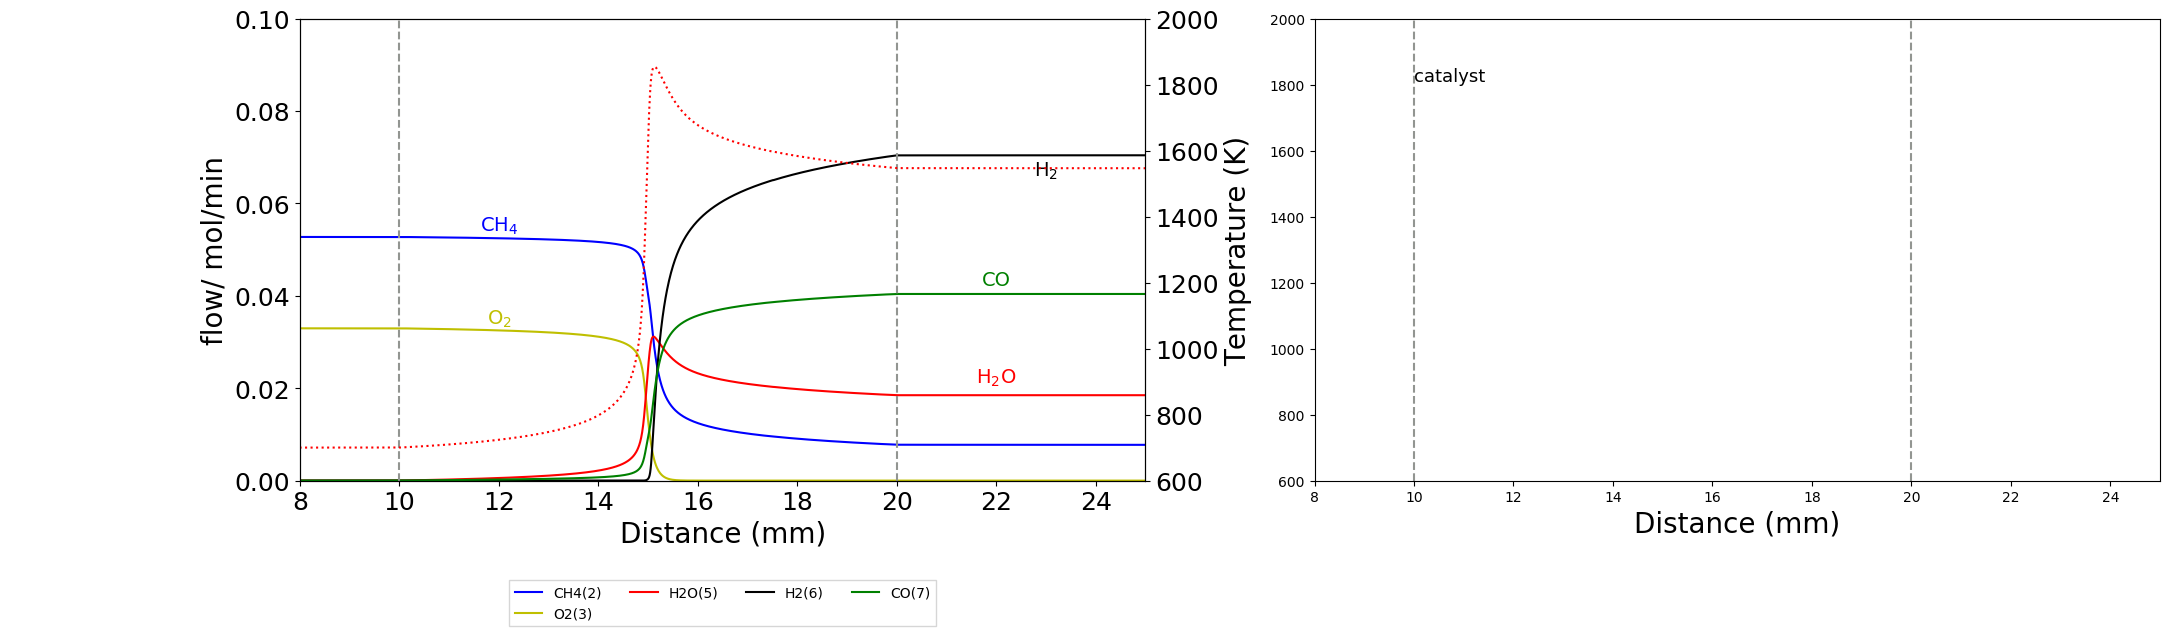 0.10
0.08
0.06
0.04
0.02
0.00
flow/ mol/min
8 10 12 14 16 18 20 22 24
Distance (mm)
2000
1800
1600
1400
1200
1000
800
600
Temperature (K)
CH₄
O₂
H₂
CO
H₂O
CH4(2) H2O(5) H2(6) CO(7)
O2(3)
2000
1800
1600
1400
1200
1000
800
600
catalyst
8 10 12 14 16 18 20 22 24
Distance (mm)